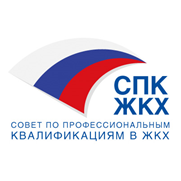 СПК
ЖКХ
СОВЕТ ПО ПРОФЕССИОНАЛЬНЫМ
КВАЛИФИКАЦИЯМ В ЖКХ